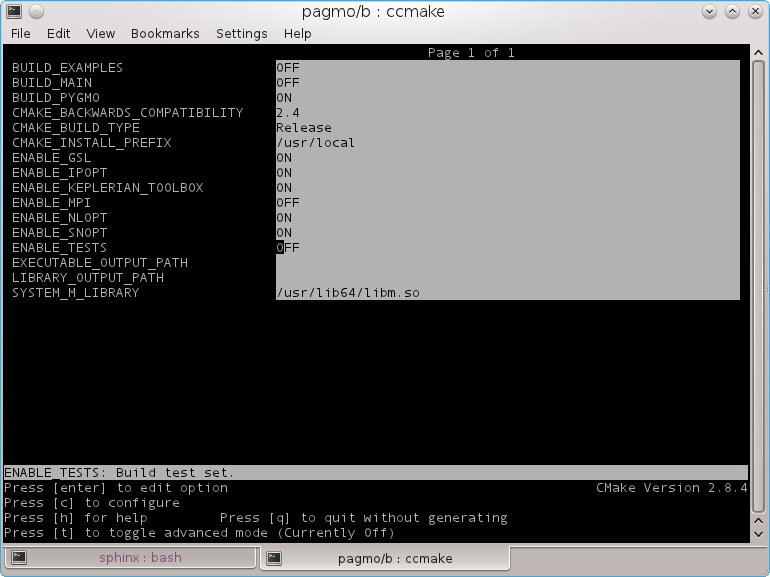 pagmo/b : ccmake
File Edit View Bookmarks Settings Help
Page 1 of 1
BUILD_EXAMPLES OFF
BUILD_MAIN OFF
BUILD_PYGMO ON
CMAKE_BACKWARDS_COMPATIBILITY 2.4
CMAKE_BUILD_TYPE Release
CMAKE_INSTALL_PREFIX /usr/local
ENABLE_GSL ON
ENABLE_IPOPT ON
ENABLE_KEPLERIAN_TOOLBOX ON
ENABLE_MPI OFF
ENABLE_NLOPT ON
ENABLE_SNOPT ON
ENABLE_TESTS OFF
EXECUTABLE_OUTPUT_PATH
LIBRARY_OUTPUT_PATH
SYSTEM_M_LIBRARY /usr/lib64/libm.so
ENABLE_TESTS: Build test set.
Press [enter] to edit option CMake Version 2.8.4
Press [c] to configure
Press [h] for help Press [q] to quit without generating
Press [t] to toggle advanced mode (Currently Off)
sphinx : bash pagmo/b : ccmake